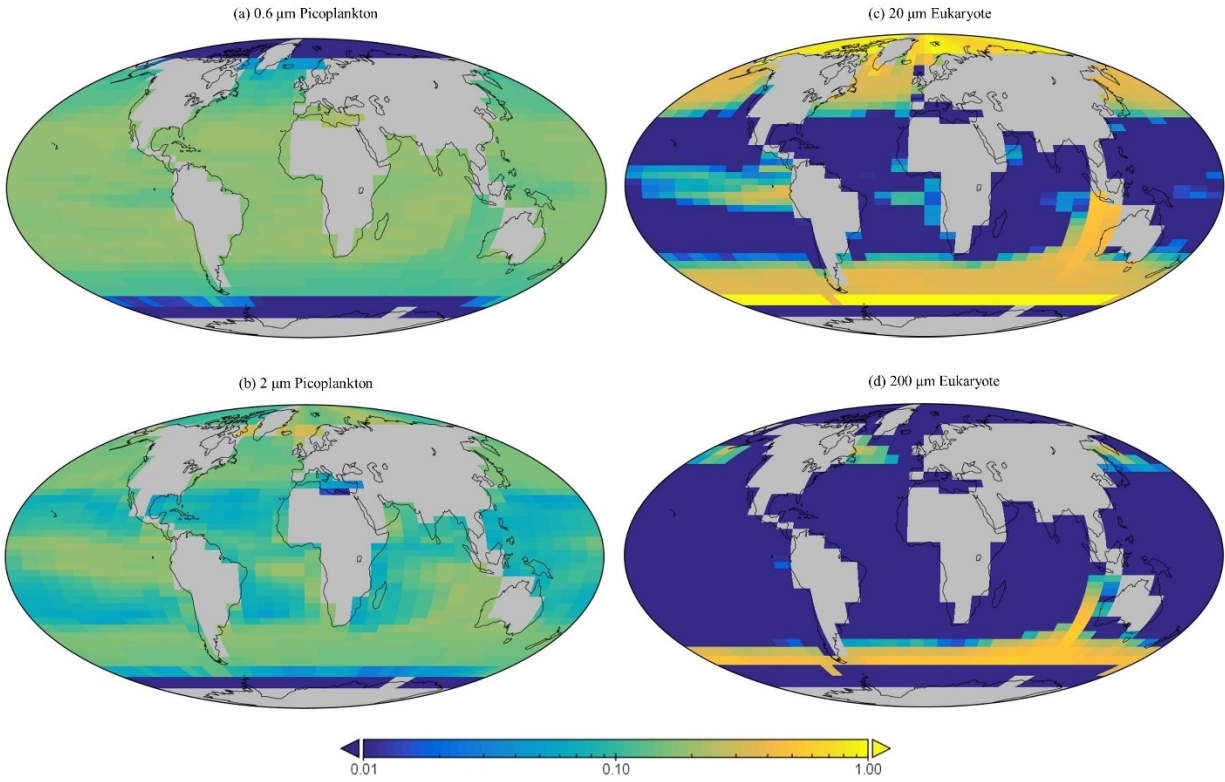 (a) 0.6 μm Picoplankton
(c) 20 μm Eukaryote
(b) 2 μm Picoplankton
(d) 200 μm Eukaryote
0.01
0.10
1.00